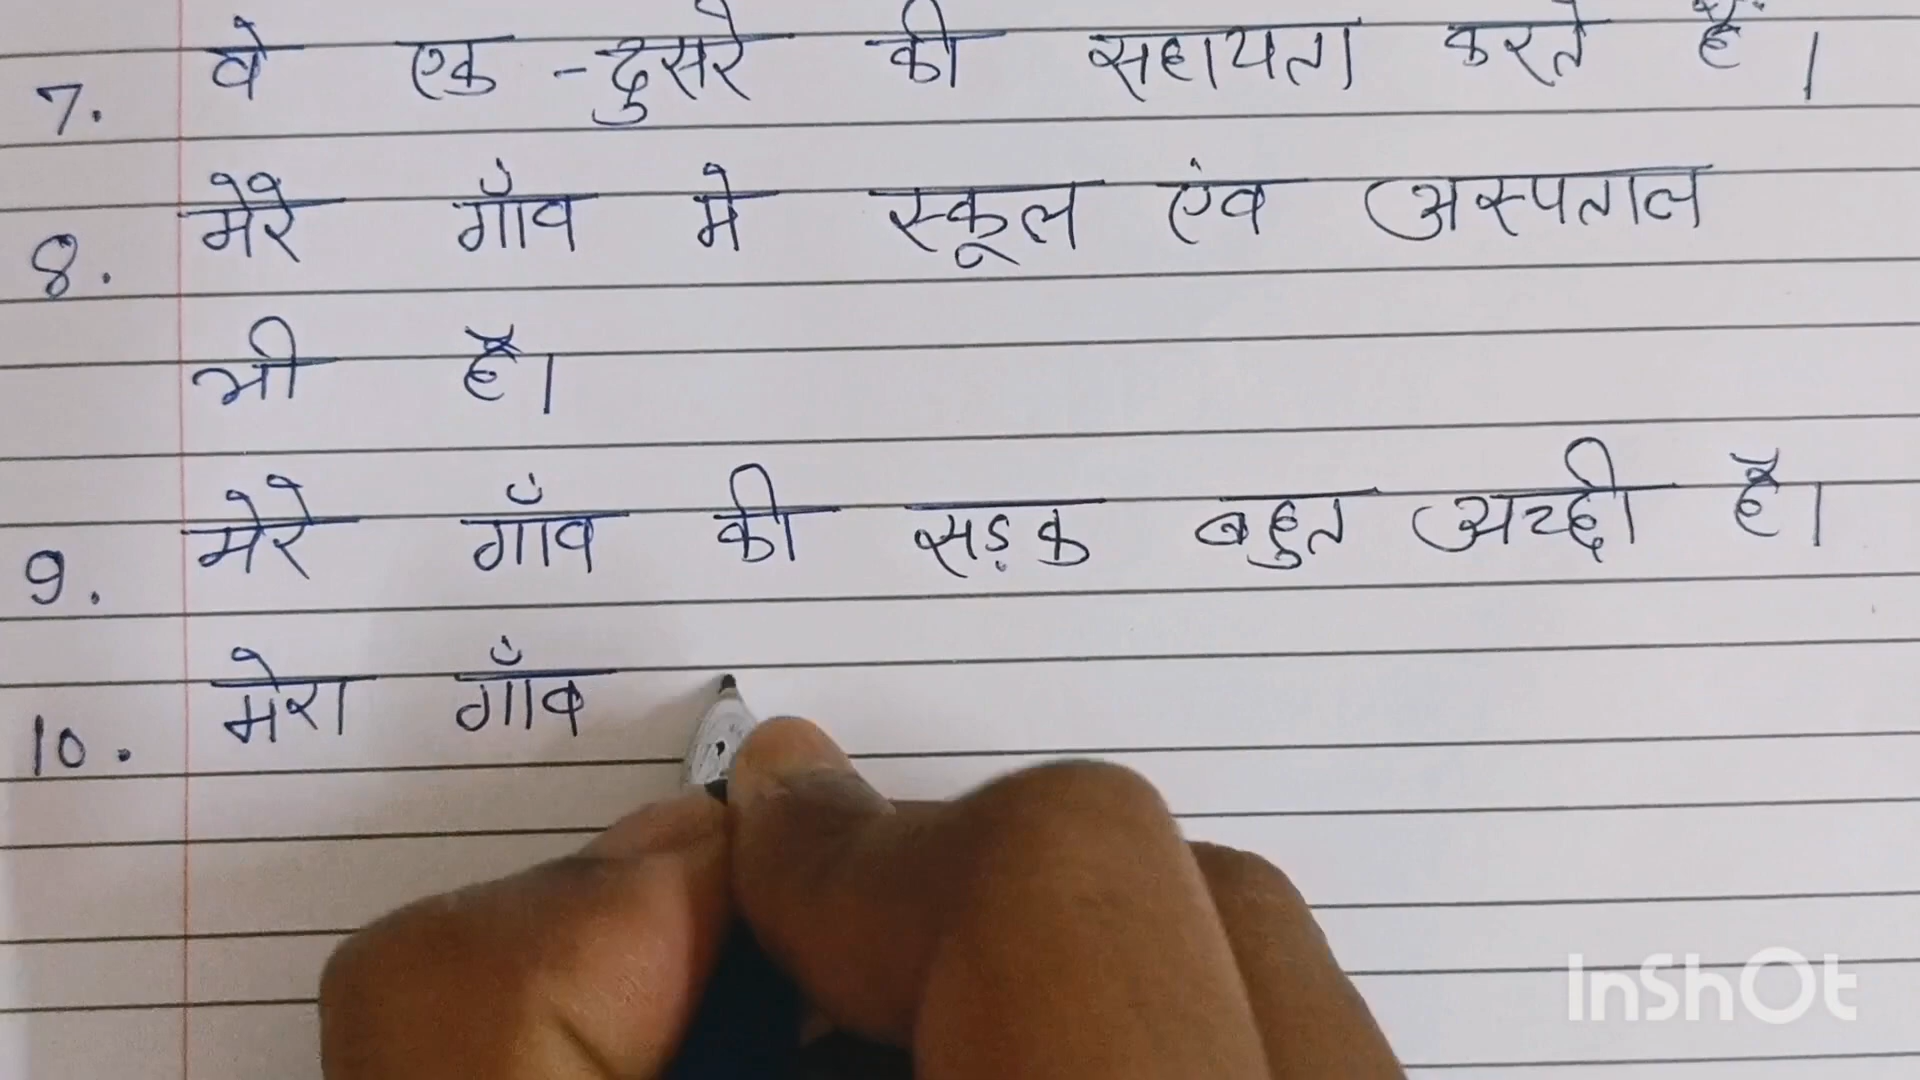 7. वे एक -दुसरे की सहायता करते हैं।
8. मेरे गाँव मे स्कूल एंव अस्पताल
भी है।
9. मेरे गाँव की सड़क बहुत अच्छी है।
10. मेरा गाँव
InShOt